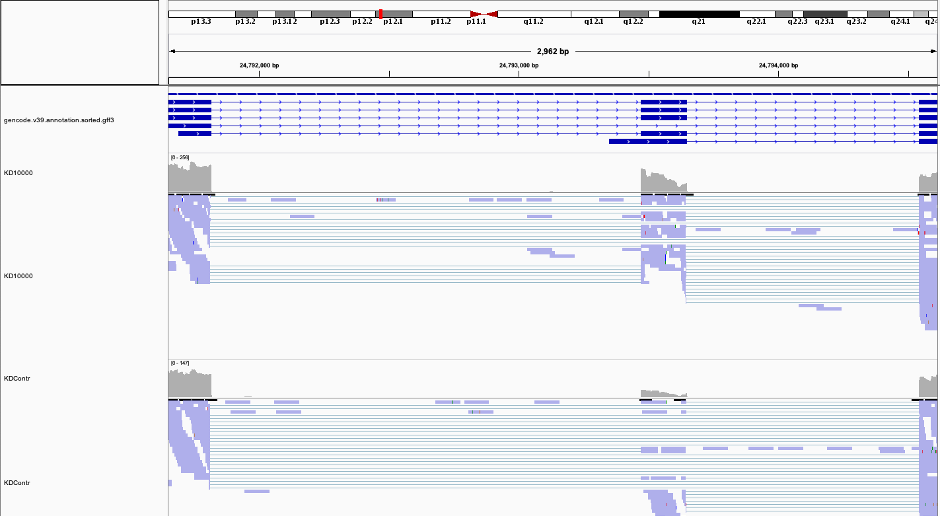 p13.3 p13.2 p13.12 p12.3 p12.2 p12.1 p11.2 p11.1 q11.2 q12.1 q12.2 q21 q22.1 q22.3 q23.1 q23.2 q24.1 q24
2,962 bp
24,792,000 bp 24,793,000 bp 24,794,000 bp
gencode.v39.annotation.sorted.gff3
[0 - 256]
KD10000
KD10000
[0 - 147]
KDContr
KDContr